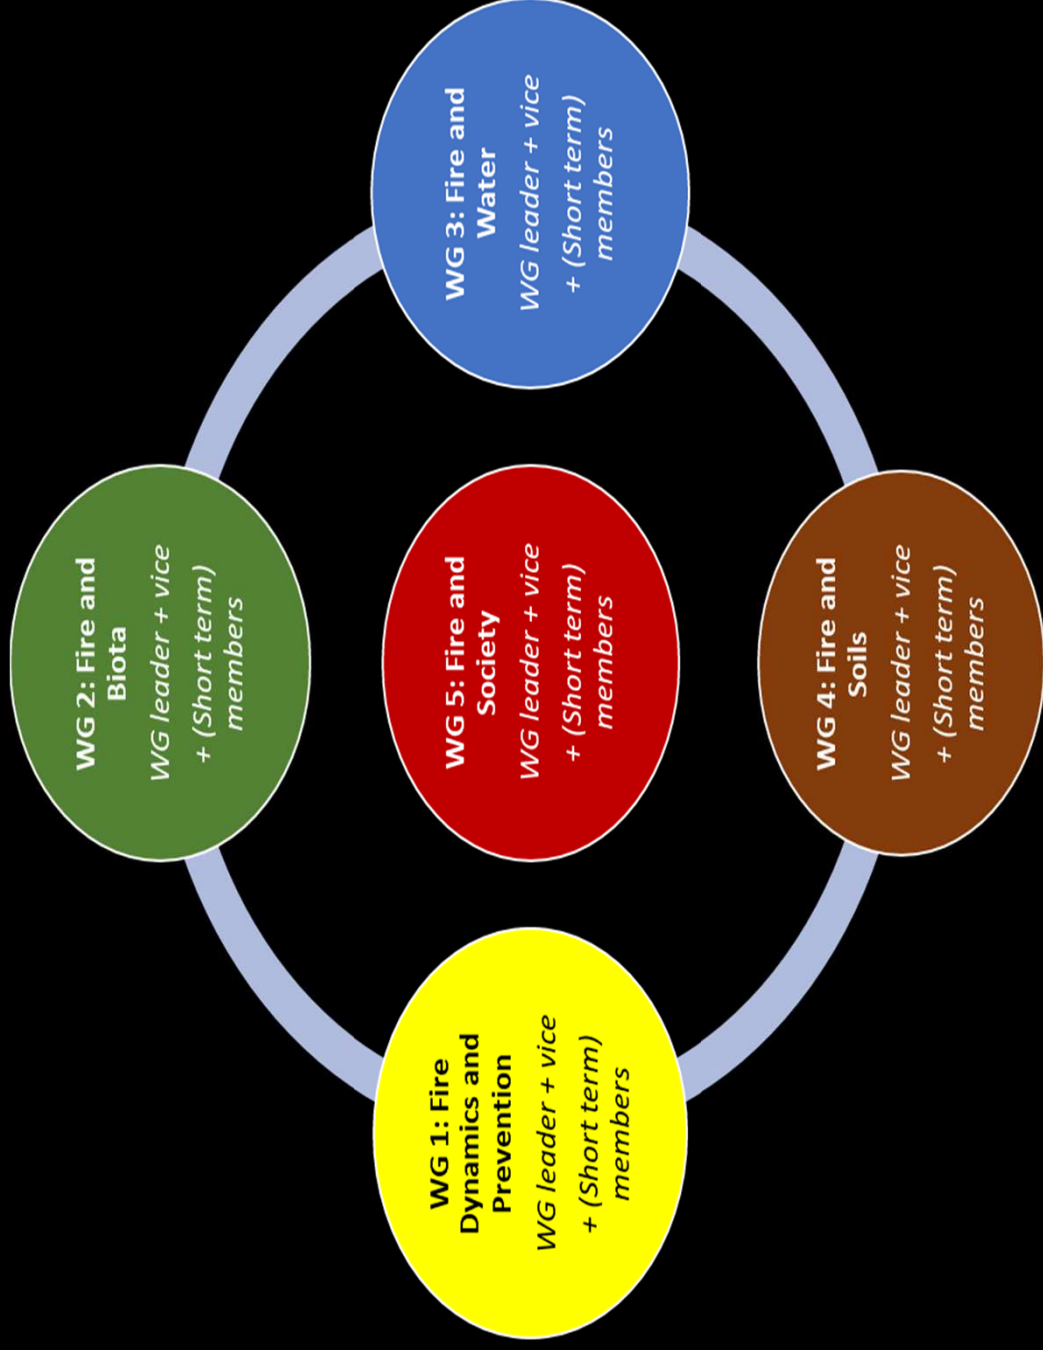 WG 1: Fire
Dynamics and
Prevention
WG leader + vice
+ (Short term)
members
WG 2: Fire and
Biota
WG leader + vice
+ (Short term)
members
WG 5: Fire and
Society
WG leader + vice
+ (Short term)
members
WG 4: Fire and
Soils
WG leader + vice
+ (Short term)
members
WG 3: Fire and
Water
WG leader + vice
+ (Short term)
members